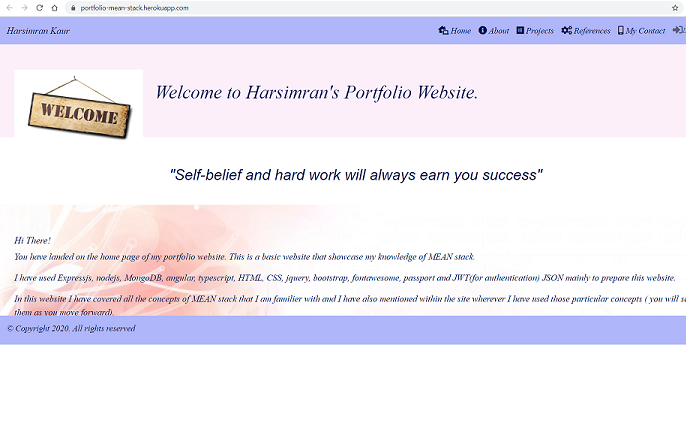 portfolio-mean-stack.herokuapp.com
Harsimran Kaur
Home About Projects References My Contact
WELCOME
Welcome to Harsimran's Portfolio Website.
"Self-belief and hard work will always earn you success"
Hi There!
You have landed on the home page of my portfolio website. This is a basic website that showcase my knowledge of MEAN stack.
I have used Expressjs, nodejs, MongoDB, angular, typescript, HTML, CSS, jquery, bootstrap, fontawesome, passport and JWT(for authentication) JSON mainly to prepare this website.
In this website I have covered all the concepts of MEAN stack that I am familier with and I have also mentioned within the site wherever I have used those particular concepts ( you will
them as you move forward).
© Copyright 2020. All rights reserved